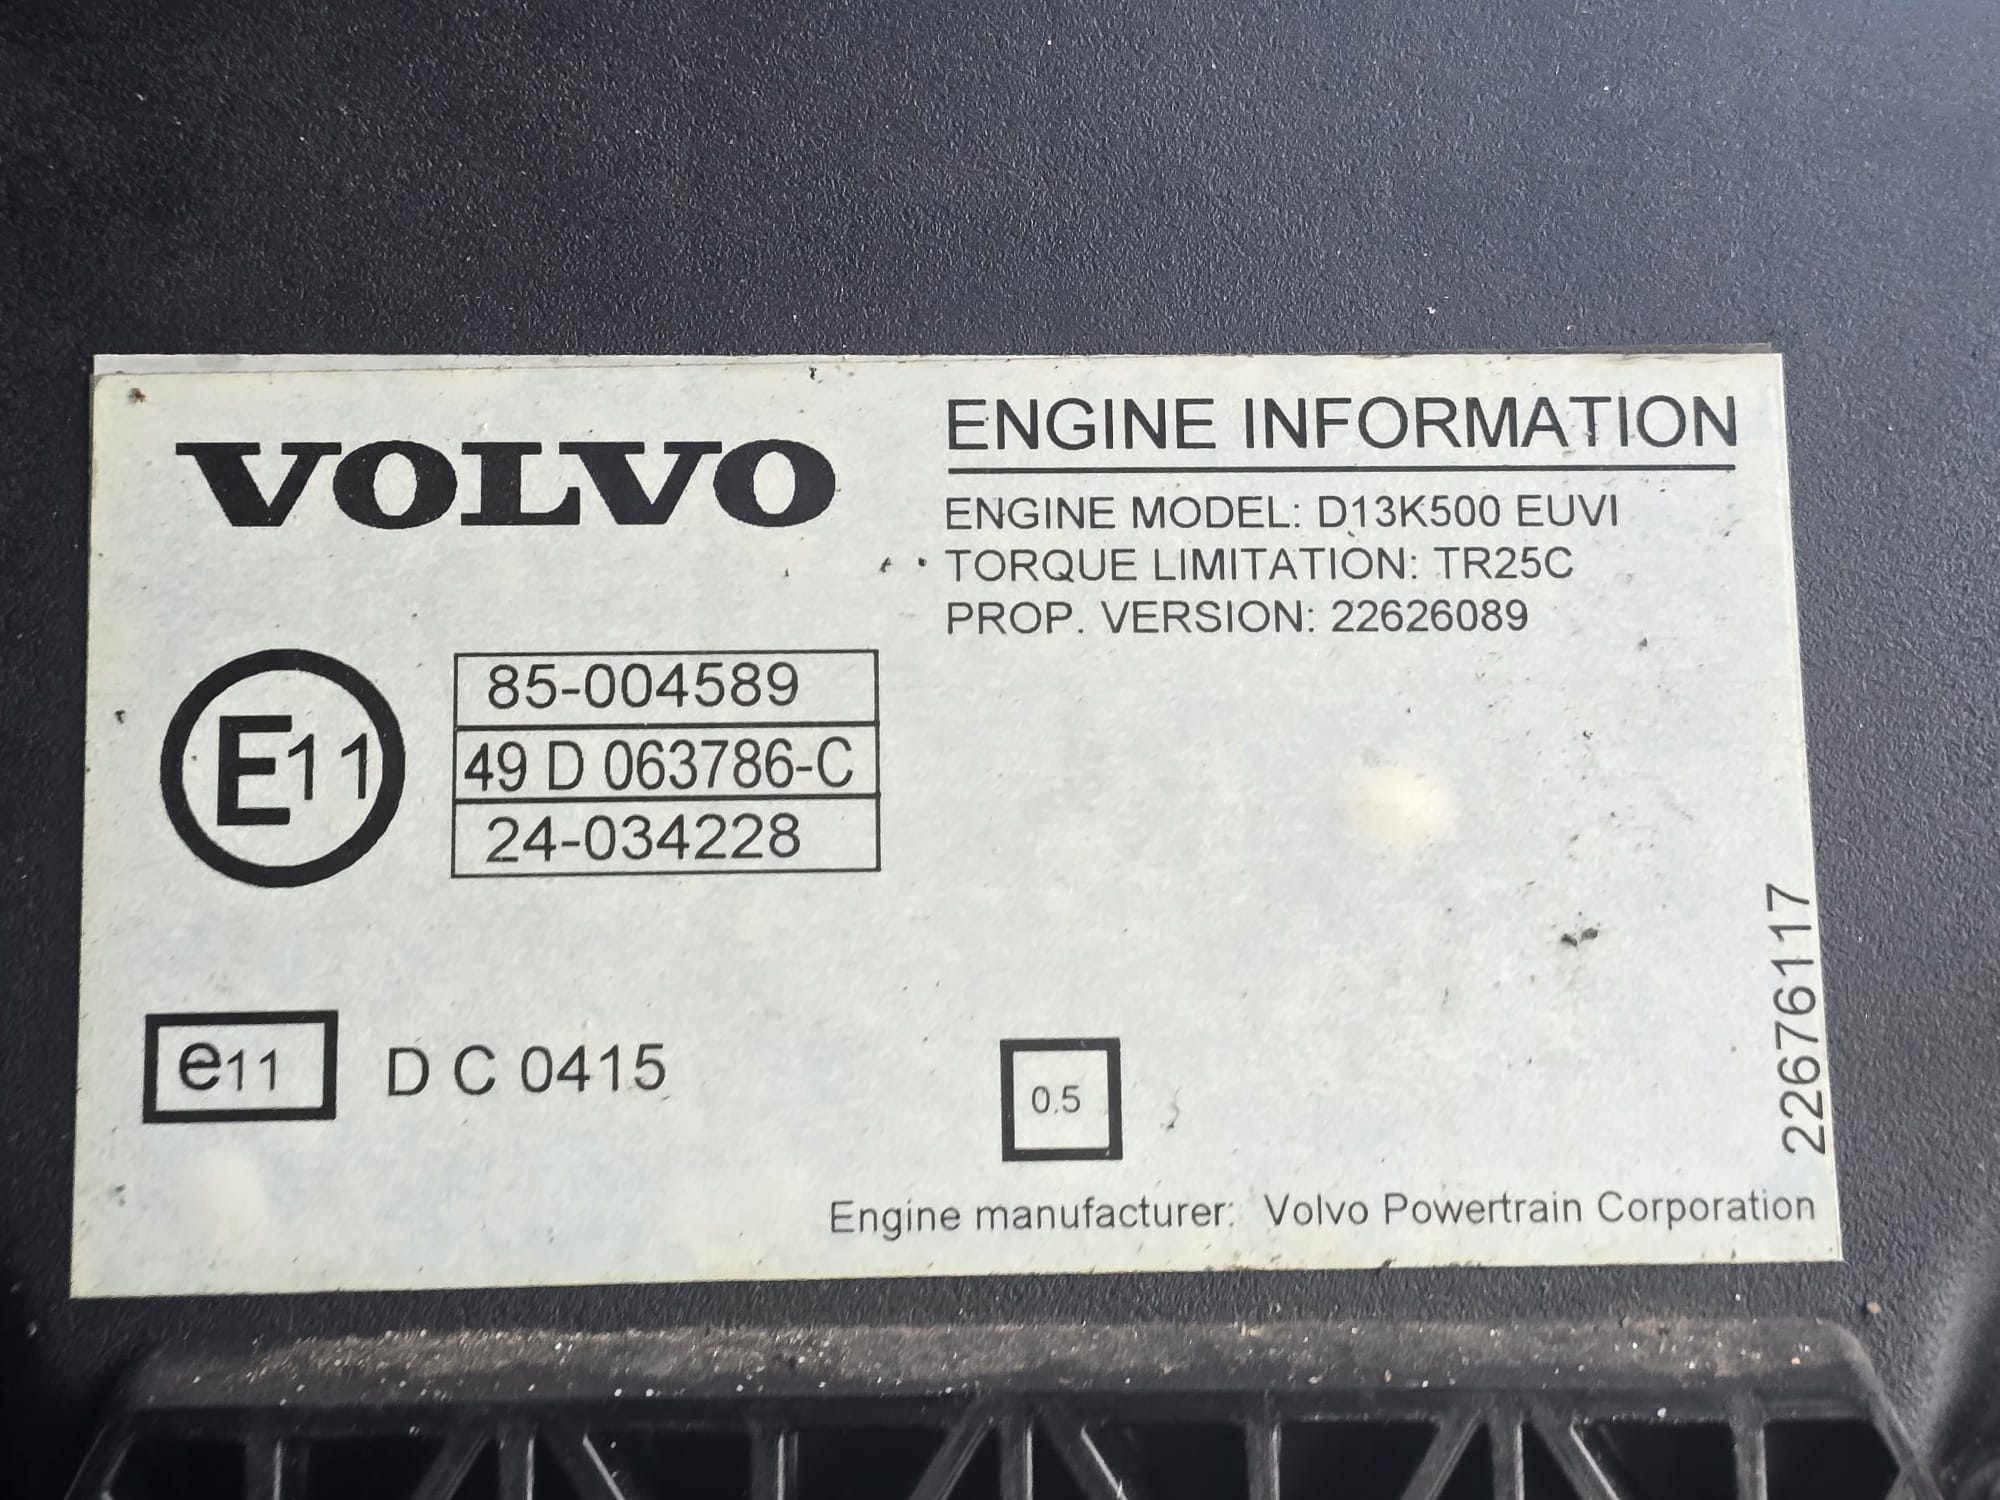 VOLVO
ENGINE INFORMATION
ENGINE MODEL: D13K500 EUVI
TORQUE LIMITATION: TR25C
PROP. VERSION: 22626089
E11
85-004589
49 D 063786-C
24-034228
e11 D C 0415
0.5
22676117
Engine manufacturer: Volvo Powertrain Corporation